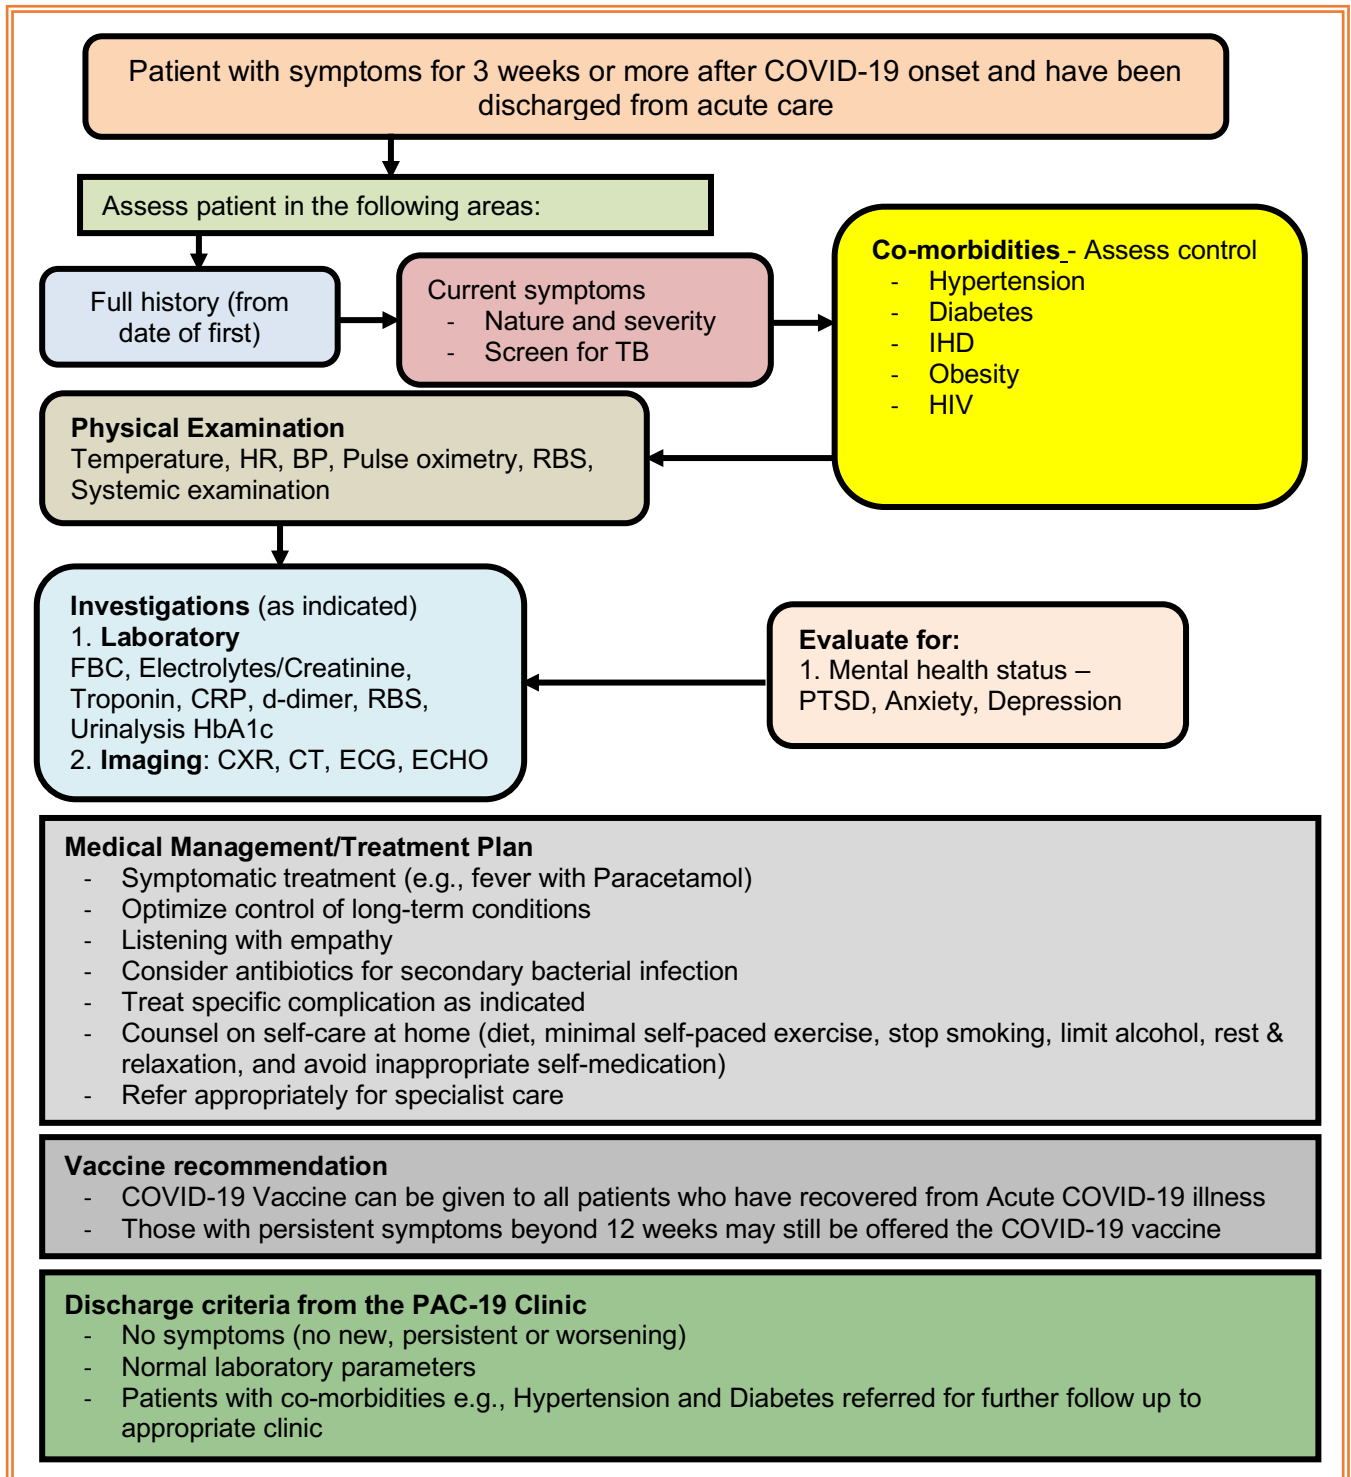 Patient with symptoms for 3 weeks or more after COVID-19 onset and have been
discharged from acute care
Assess patient in the following areas:
Full history (from
date of first)
Current symptoms
- Nature and severity
- Screen for TB
Co-morbidities - Assess control
- Hypertension
- Diabetes
- IHD
- Obesity
- HIV
Physical Examination
Temperature, HR, BP, Pulse oximetry, RBS,
Systemic examination
Investigations (as indicated)
1. Laboratory
FBC, Electrolytes/Creatinine,
Troponin, CRP, d-dimer, RBS,
Urinalysis HbA1c
2. Imaging: CXR, CT, ECG, ECHO
Evaluate for:
1. Mental health status –
PTSD, Anxiety, Depression
Medical Management/Treatment Plan
- Symptomatic treatment (e.g., fever with Paracetamol)
- Optimize control of long-term conditions
- Listening with empathy
- Consider antibiotics for secondary bacterial infection
- Treat specific complication as indicated
- Counsel on self-care at home (diet, minimal self-paced exercise, stop smoking, limit alcohol, rest &
relaxation, and avoid inappropriate self-medication)
- Refer appropriately for specialist care
Vaccine recommendation
- COVID-19 Vaccine can be given to all patients who have recovered from Acute COVID-19 illness
- Those with persistent symptoms beyond 12 weeks may still be offered the COVID-19 vaccine
Discharge criteria from the PAC-19 Clinic
- No symptoms (no new, persistent or worsening)
- Normal laboratory parameters
- Patients with co-morbidities e.g., Hypertension and Diabetes referred for further follow up to
appropriate clinic